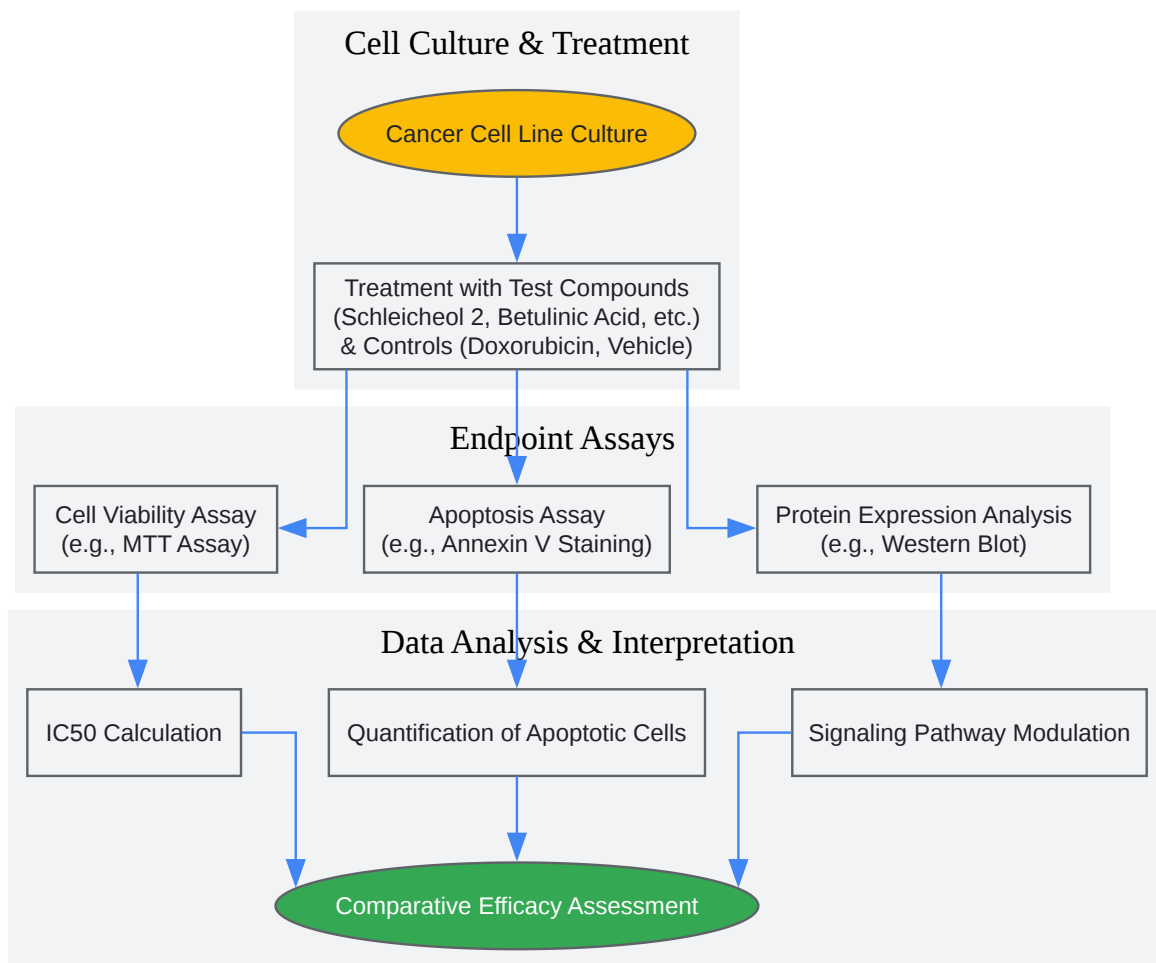 Cell Culture & Treatment
Cancer Cell Line Culture
Treatment with Test Compounds
(Schleicheol 2, Betulinic Acid, etc.)
& Controls (Doxorubicin, Vehicle)
Endpoint Assays
Cell Viability Assay
(e.g., MTT Assay)
Apoptosis Assay
(e.g., Annexin V Staining)
Protein Expression Analysis
(e.g., Western Blot)
Data Analysis & Interpretation
IC50 Calculation
Quantification of Apoptotic Cells
Signaling Pathway Modulation
Comparative Efficacy Assessment